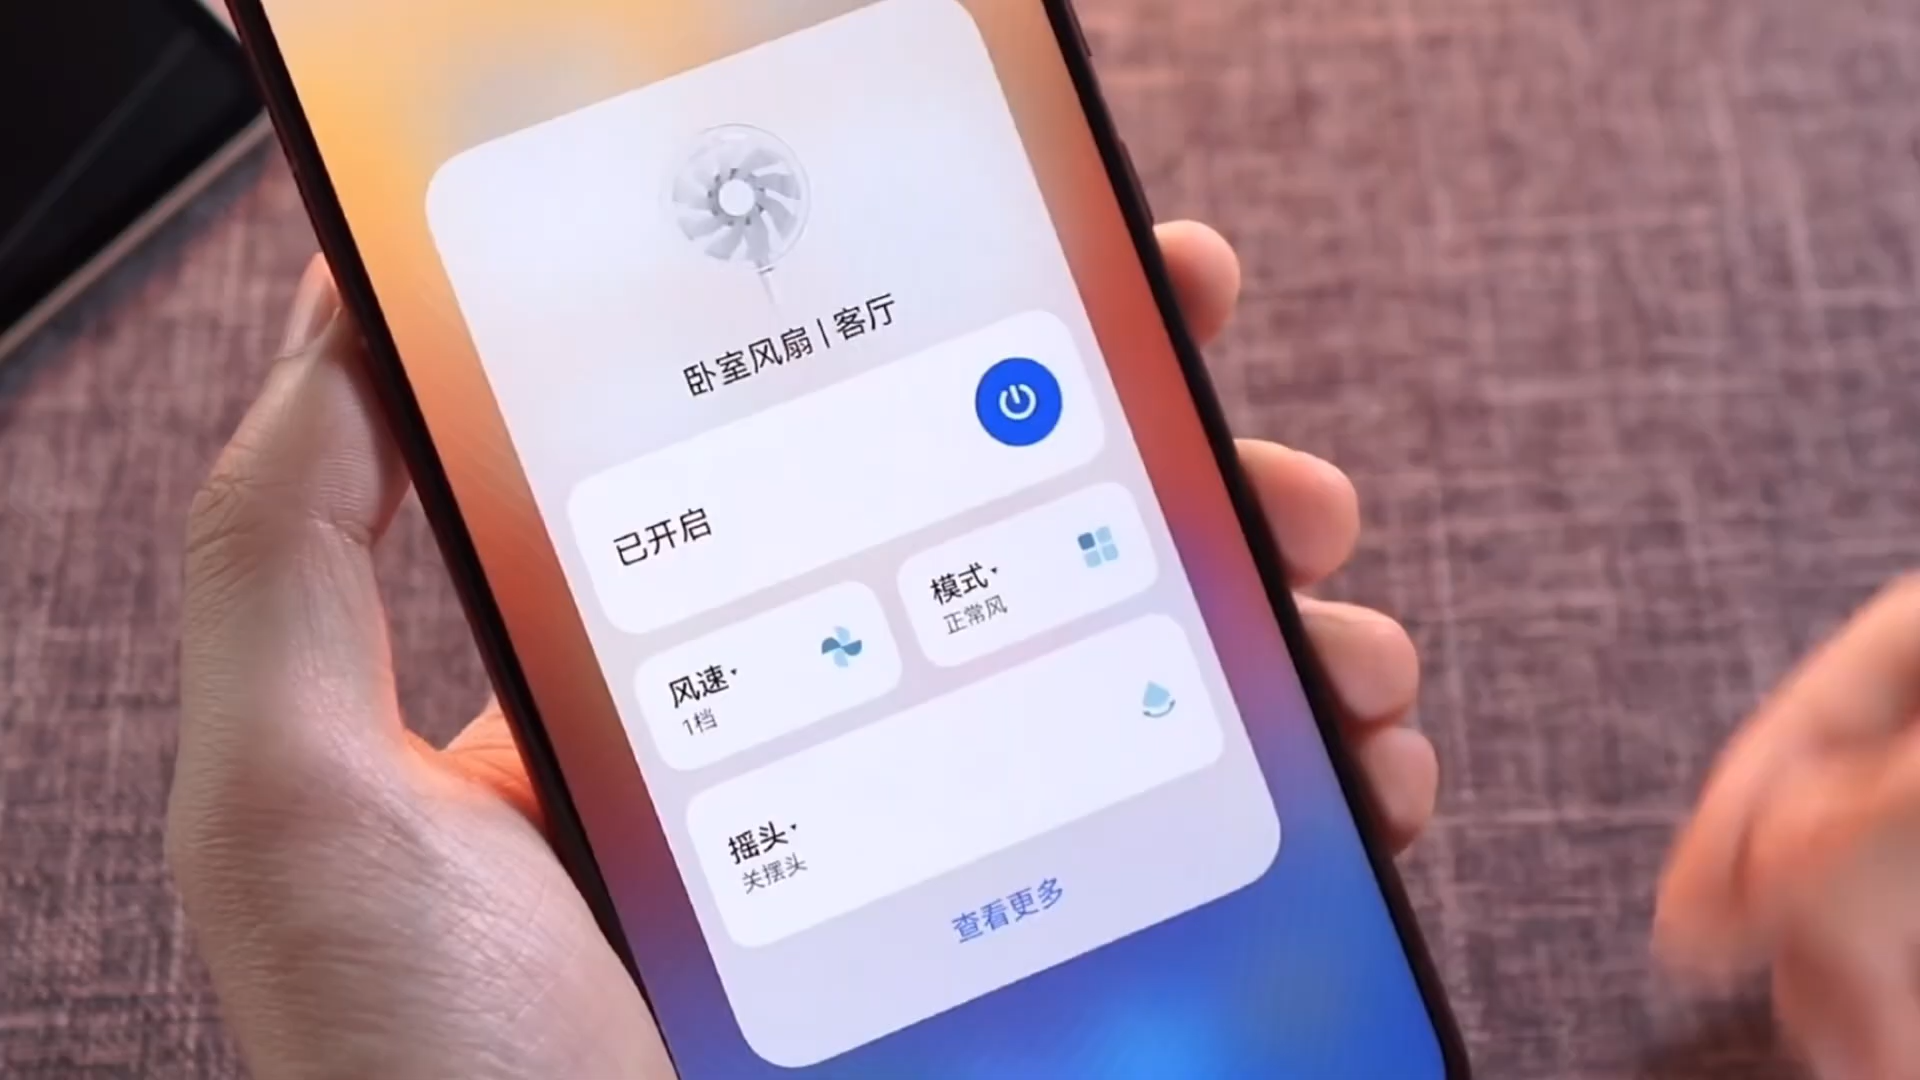 卧室风扇 | 客厅
已开启
风速
1档
模式
正常风
摇头
关摆头
查看更多